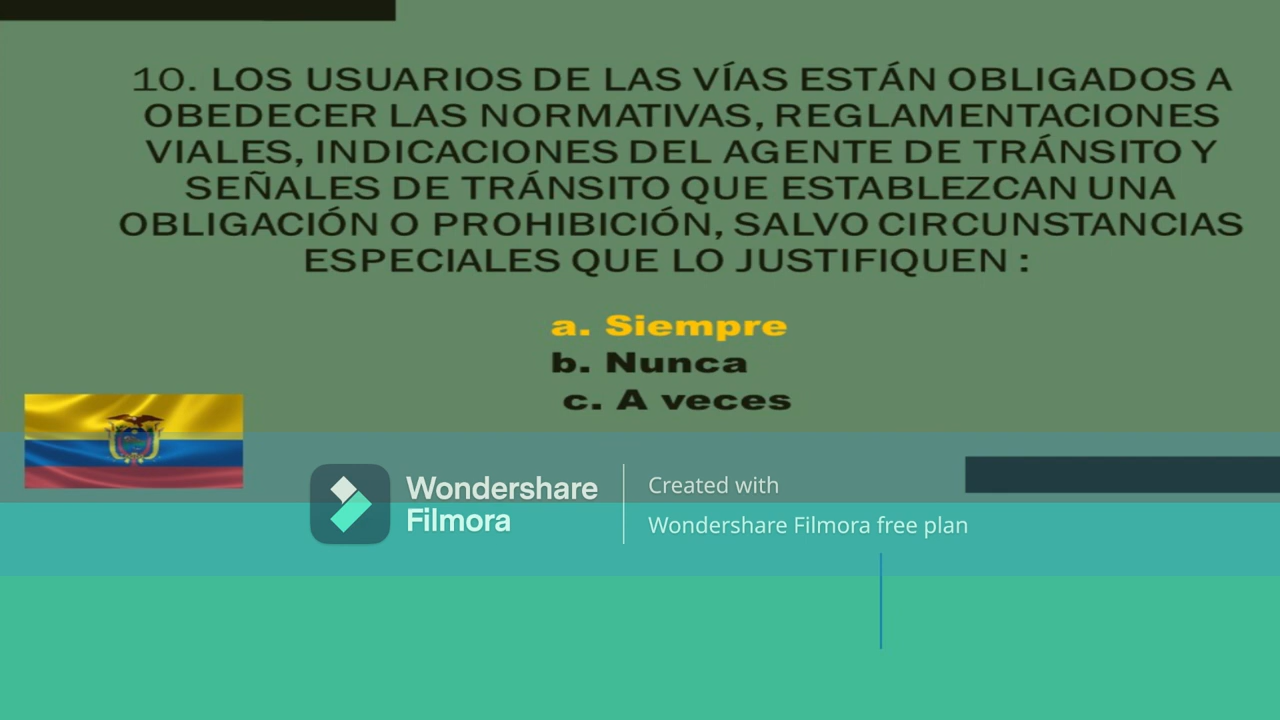 10. LOS USUARIOS DE LAS VÍAS ESTÁN OBLIGADOS A
OBEDECER LAS NORMATIVAS, REGLAMENTACIONES
VIALES, INDICACIONES DEL AGENTE DE TRÁNSITO Y
SEÑALES DE TRÁNSITO QUE ESTABLEZCAN UNA
OBLIGACIÓN O PROHIBICIÓN, SALVO CIRCUNSTANCIAS
ESPECIALES QUE LO JUSTIFIQUEN :
a. Siempre
b. Nunca
c. A veces
Wondershare
Filmora
Created with
Wondershare Filmora free plan